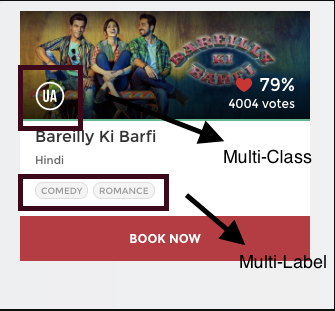 BAREILLY
KI
BARFI
79%
UA
4004 votes
Bareilly Ki Barfi
Multi-Class
Hindi
COMEDY ROMANCE
BOOK NOW
Multi-Label